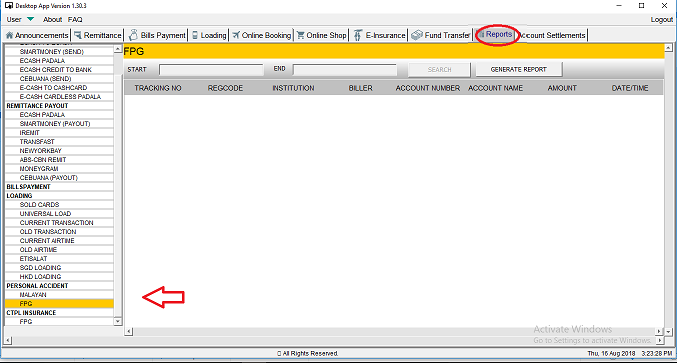 Desktop App Version 1.30.3
User About FAQ Logout
Announcements Remittance Bills Payment Loading Online Booking Online Shop E-Insurance Fund Transfer Reports Account Settlements
SMARTMONEY (SEND)
ECASH PADALA
ECASH CREDIT TO BANK
CEBUANA (SEND)
E-CASH TO CASHCARD
E-CASH CARDLESS PADALA
REMITTANCE PAYOUT
ECASH PADALA
SMARTMONEY (PAYOUT)
IREMIT
TRANSFAST
NEWYORKBAY
ABS-CBN REMIT
MONEYGRAM
CEBUANA (PAYOUT)
BILLSPAYMENT
LOADING
SOLD CARDS
UNIVERSAL LOAD
CURRENT TRANSACTION
OLD TRANSACTION
CURRENT AIRTIME
OLD AIRTIME
ETISALAT
SGD LOADING
HKD LOADING
PERSONAL ACCIDENT
MALAYAN
FPG
CTPL INSURANCE
FPG
FPG
START END SEARCH GENERATE REPORT
TRACKING NO REGCODE INSTITUTION BILLER ACCOUNT NUMBER ACCOUNT NAME AMOUNT DATE/TIME
Activate Windows
Go to Settings to activate Windows.
All Rights Reserved. Thu, 16 Aug 2018 3:23:28 PM